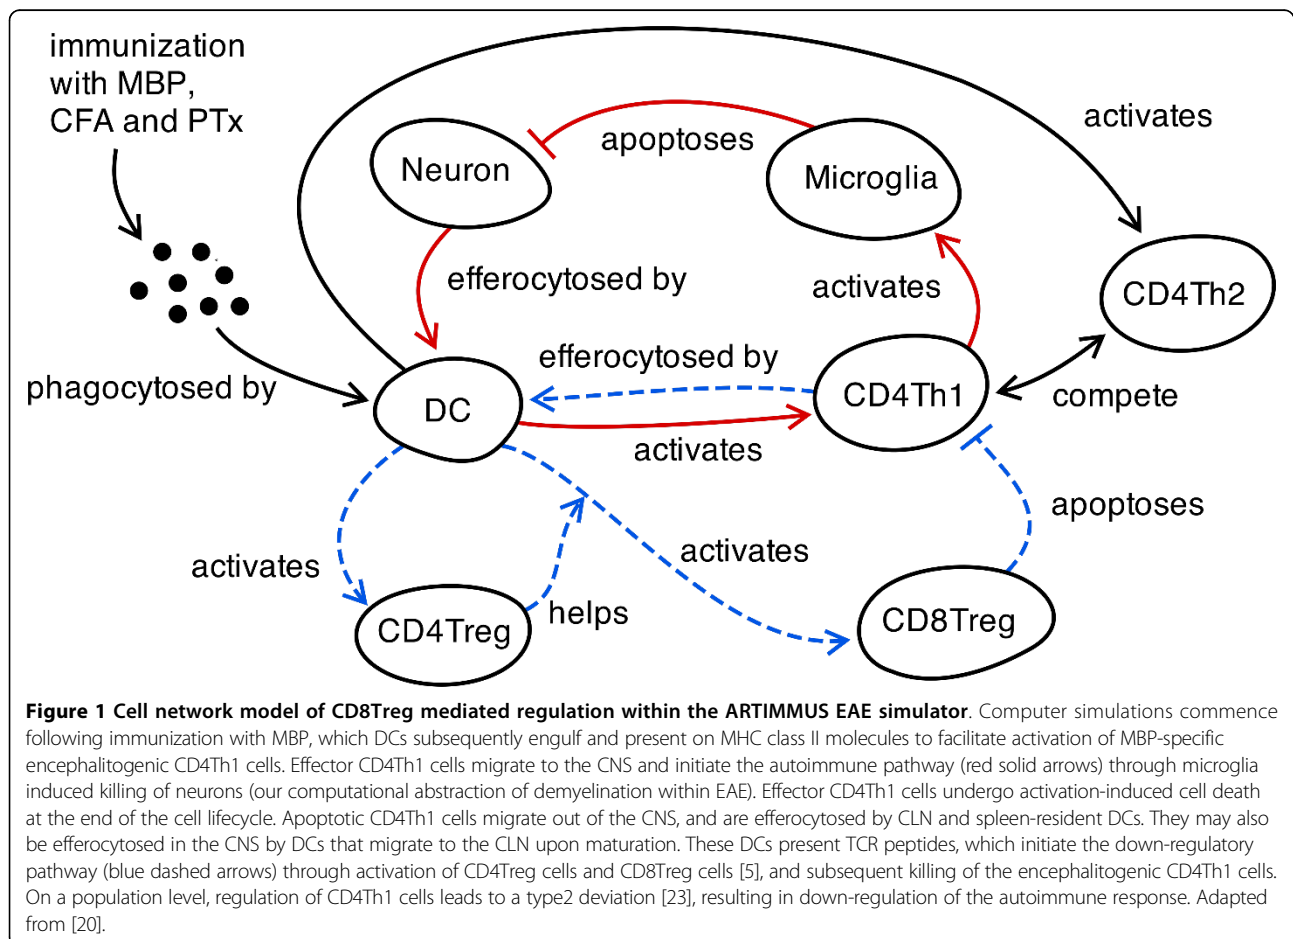 immunization
with MBP,
CFA and PTx
activates
apoptoses
Neuron
Microglia
efferocytosed by
activates
CD4Th2
phagocytosed by
efferocytosed by
DC
CD4Th1
compete
activates
apoptoses
activates
activates
helps
CD4Treg
CD8Treg
Figure 1 Cell network model of CD8Treg mediated regulation within the ARTIMMUS EAE simulator. Computer simulations commence
following immunization with MBP, which DCs subsequently engulf and present on MHC class II molecules to facilitate activation of MBP-specific
encephalitogenic CD4Th1 cells. Effector CD4Th1 cells migrate to the CNS and initiate the autoimmune pathway (red solid arrows) through microglia
induced killing of neurons (our computational abstraction of demyelination within EAE). Effector CD4Th1 cells undergo activation-induced cell death
at the end of the cell lifecycle. Apoptotic CD4Th1 cells migrate out of the CNS, and are efferocytosed by CLN and spleen-resident DCs. They may also
be efferocytosed in the CNS by DCs that migrate to the CLN upon maturation. These DCs present TCR peptides, which initiate the down-regulatory
pathway (blue dashed arrows) through activation of CD4Treg cells and CD8Treg cells [5], and subsequent killing of the encephalitogenic CD4Th1 cells.
On a population level, regulation of CD4Th1 cells leads to a type2 deviation [23], resulting in down-regulation of the autoimmune response. Adapted
from [20].